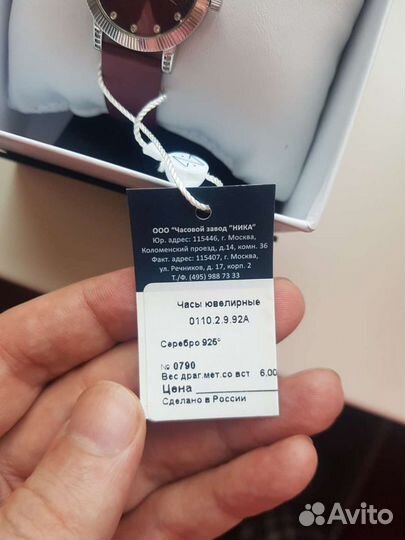 ООО "Часовой завод "НИКА"
Юр. адрес: 115446, г. Москва,
Коломенский проезд, д.14, комн. 36
Факт. адрес: 115407, г. Москва,
ул. Речников, д. 17, корп. 2
Т./Ф. (495) 988 73 33
Часы ювелирные
0110.2.9.92А
Серебро 925°
№ 0790
Вес драг.мет.со вст 6.00
Цена
Сделано в России
Avito